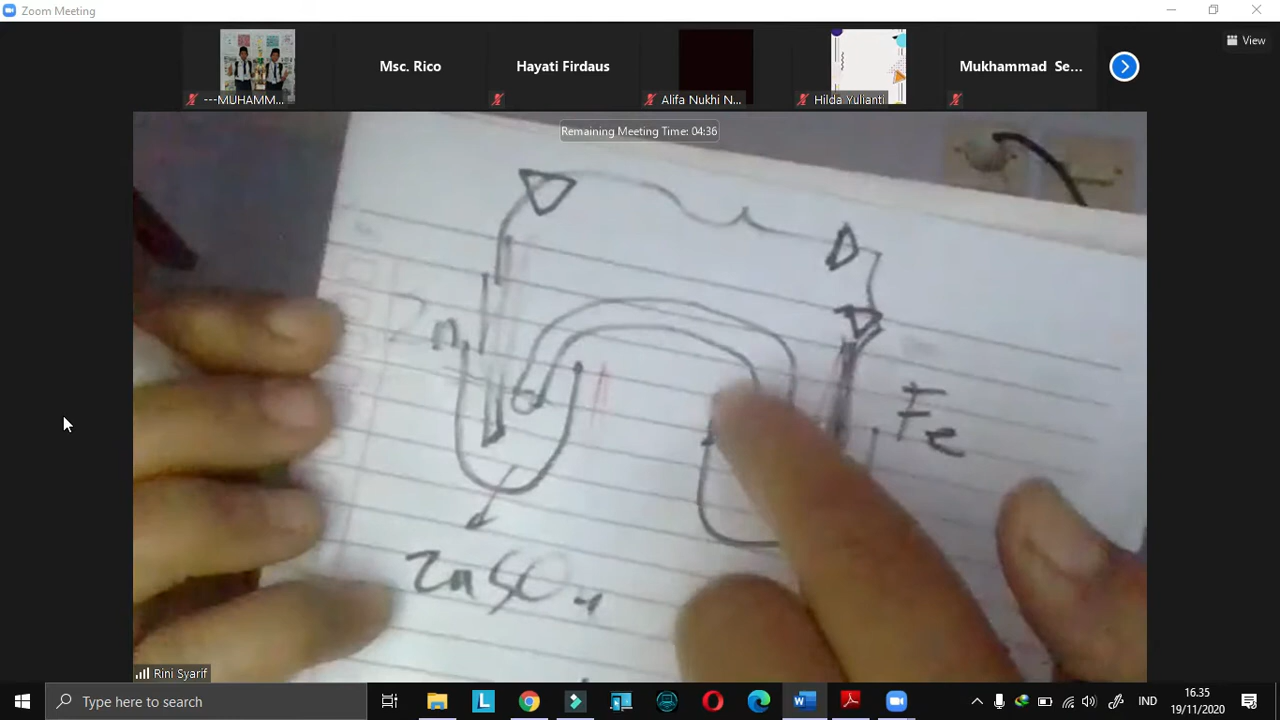 Zoom Meeting
View
---MUHAMM...
Msc. Rico
Hayati Firdaus
Alifa Nukhi N...
Hilda Yulianti
Mukhammad Se...
Remaining Meeting Time: 04:36
Zn
Fe
ZnSO4
Rini Syarif
Type here to search
L
IND
16.35
19/11/2020